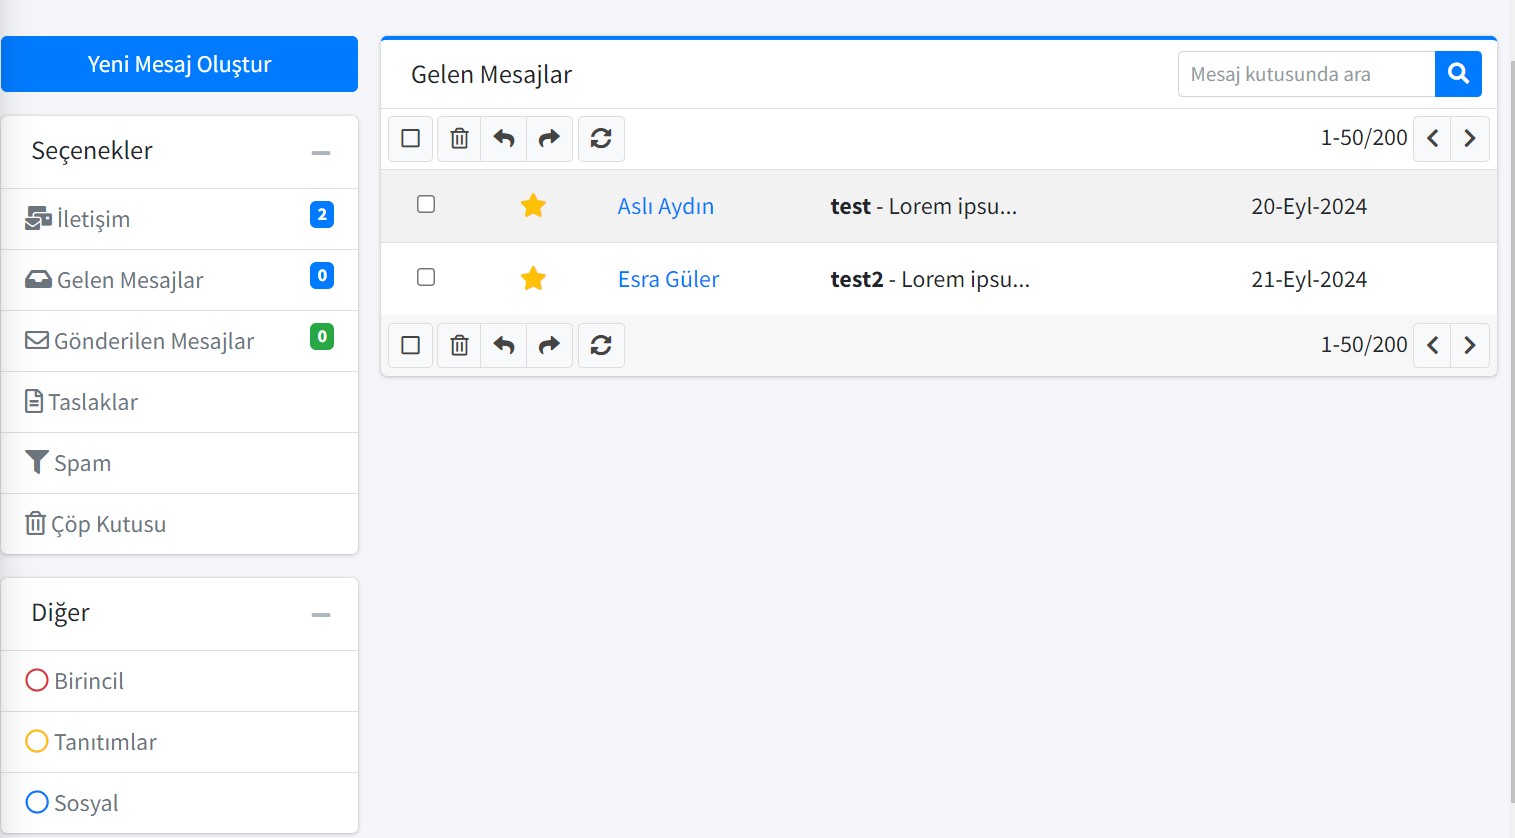 Yeni Mesaj Oluştur
Seçenekler
İletişim 2
Gelen Mesajlar 0
Gönderilen Mesajlar 0
Taslaklar
Spam
Çöp Kutusu
Diğer
Birincil
Tanıtımlar
Sosyal
Gelen Mesajlar
Mesaj kutusunda ara
1-50/200
Aslı Aydın test - Lorem ipsu... 20-Eyl-2024
Esra Güler test2 - Lorem ipsu... 21-Eyl-2024
1-50/200